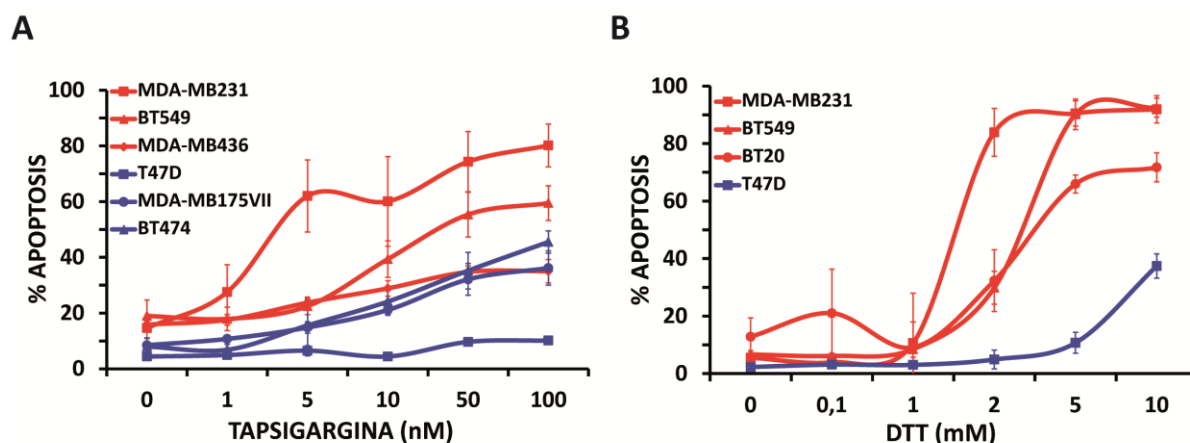 A
% APOPTOSIS
100
80
60
40
20
0
MDA-MB231
BT549
MDA-MB436
T47D
MDA-MB175VII
BT474
0 1 5 10 50 100
TAPSIGARGINA (nM)
B
% APOPTOSIS
100
80
60
40
20
0
MDA-MB231
BT549
BT20
T47D
0 0,1 1 2 5 10
DTT (mM)